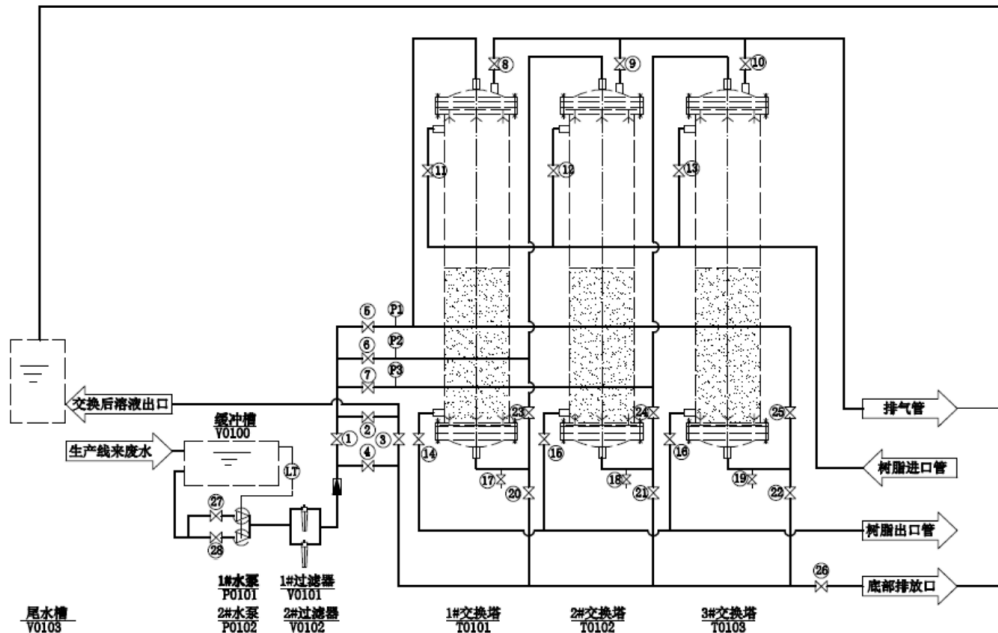 ⑧
⑨
⑩
⑪
⑫
⑬
⑤
P1
⑥
P2
⑦
P3
交换后溶液出口
缓冲槽
V0100
②
㉓
㉔
㉕
排气管
生产线来废水
LT
①
③
④
⑭
⑮
⑯
树脂进口管
⑰
⑱
⑲
⑳
㉑
㉒
㉗
㉘
树脂出口管
㉖
底部排放口
1#水泵
P0101
1#过滤器
V0101
尾水槽
V0103
2#水泵
P0102
2#过滤器
V0102
1#交换塔
T0101
2#交换塔
T0102
3#交换塔
T0103